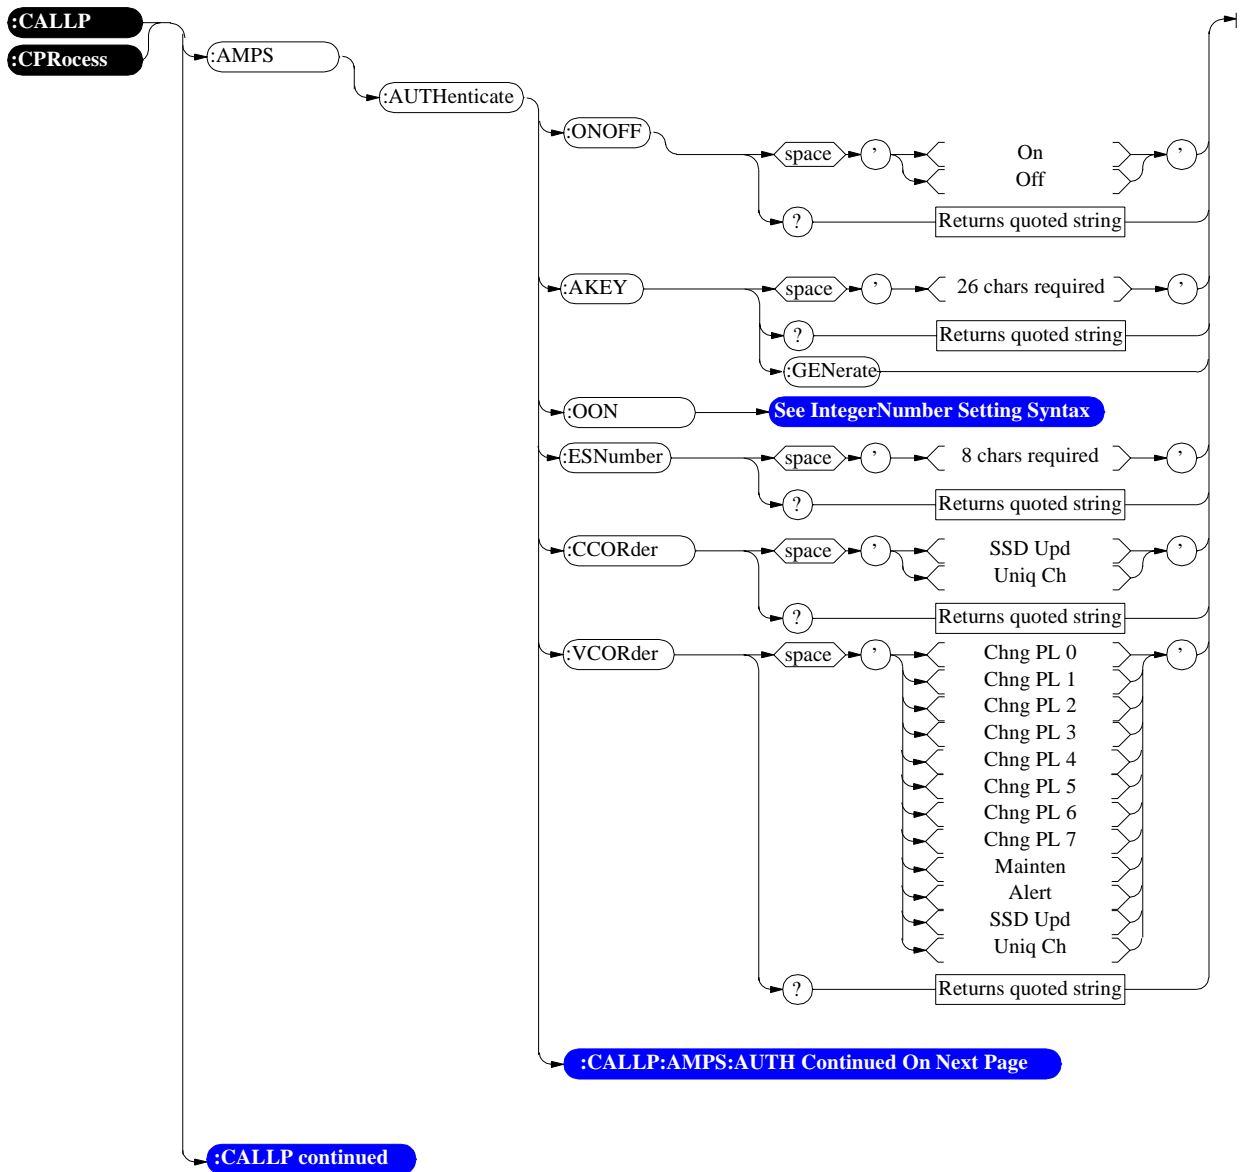 :CALLP
:CPRocess
:AMPS
:AUTHenticate
:ONOFF
space
’
On
Off
’
?
Returns quoted string
:AKEY
space
’
26 chars required
’
?
Returns quoted string
:GENerate
:OON
See IntegerNumber Setting Syntax
:ESNumber
space
’
8 chars required
’
?
Returns quoted string
:CCORder
space
’
SSD Upd
Uniq Ch
’
?
Returns quoted string
:VCORder
space
’
Chng PL 0
Chng PL 1
Chng PL 2
Chng PL 3
Chng PL 4
Chng PL 5
Chng PL 6
Chng PL 7
Mainten
Alert
SSD Upd
Uniq Ch
’
?
Returns quoted string
:CALLP:AMPS:AUTH Continued On Next Page
:CALLP continued